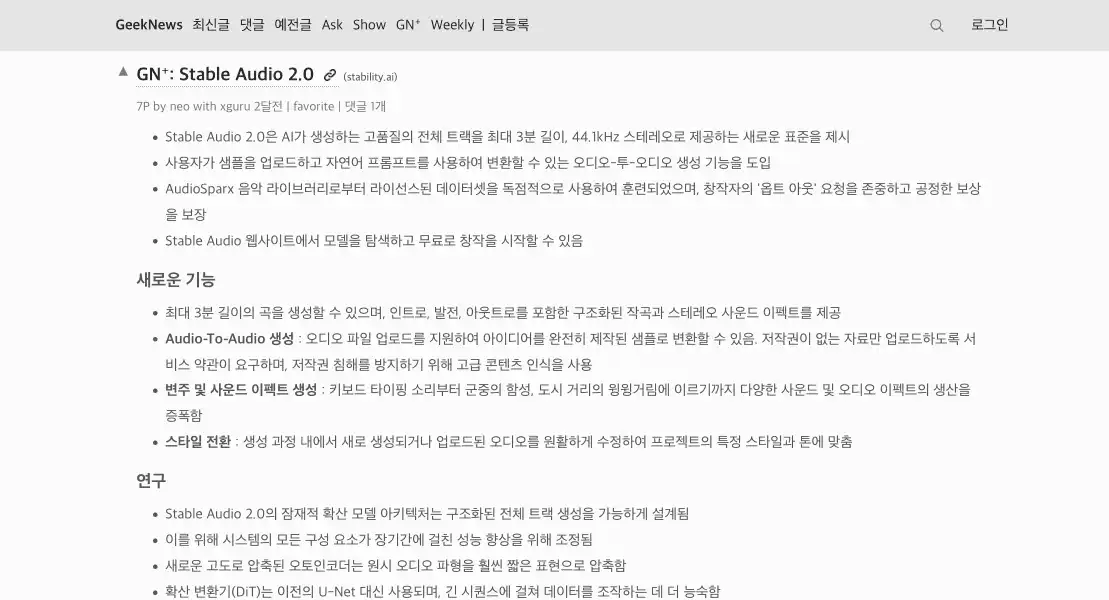 GeekNews 최신글 댓글 예전글 Ask Show GN⁺ Weekly | 글등록 로그인
▲ GN⁺: Stable Audio 2.0 (stability.ai)
7P by neo with xguru 2달전 | favorite | 댓글 1개
• Stable Audio 2.0은 AI가 생성하는 고품질의 전체 트랙을 최대 3분 길이, 44.1kHz 스테레오로 제공하는 새로운 표준을 제시
• 사용자가 샘플을 업로드하고 자연어 프롬프트를 사용하여 변환할 수 있는 오디오-투-오디오 생성 기능을 도입
• AudioSparx 음악 라이브러리로부터 라이선스된 데이터셋을 독점적으로 사용하여 훈련되었으며, 창작자의 '옵트 아웃' 요청을 존중하고 공정한 보상
을 보장
• Stable Audio 웹사이트에서 모델을 탐색하고 무료로 창작을 시작할 수 있음
새로운 기능
• 최대 3분 길이의 곡을 생성할 수 있으며, 인트로, 발전, 아웃트로를 포함한 구조화된 작곡과 스테레오 사운드 이펙트를 제공
• Audio-To-Audio 생성 : 오디오 파일 업로드를 지원하여 아이디어를 완전히 제작된 샘플로 변환할 수 있음. 저작권이 없는 자료만 업로드하도록 서
비스 약관이 요구하며, 저작권 침해를 방지하기 위해 고급 콘텐츠 인식을 사용
• 변주 및 사운드 이펙트 생성 : 키보드 타이핑 소리부터 군중의 함성, 도시 거리의 윙윙거림에 이르기까지 다양한 사운드 및 오디오 이펙트의 생산을
증폭함
• 스타일 전환 : 생성 과정 내에서 새로 생성되거나 업로드된 오디오를 원활하게 수정하여 프로젝트의 특정 스타일과 톤에 맞춤
연구
• Stable Audio 2.0의 잠재적 확산 모델 아키텍처는 구조화된 전체 트랙 생성을 가능하게 설계됨
• 이를 위해 시스템의 모든 구성 요소가 장기간에 걸친 성능 향상을 위해 조정됨
• 새로운 고도로 압축된 오토인코더는 원시 오디오 파형을 훨씬 짧은 표현으로 압축함
• 확산 변환기(DiT)는 이전의 U-Net 대신 사용되며, 긴 시퀀스에 걸쳐 데이터를 조작하는 데 더 능숙함